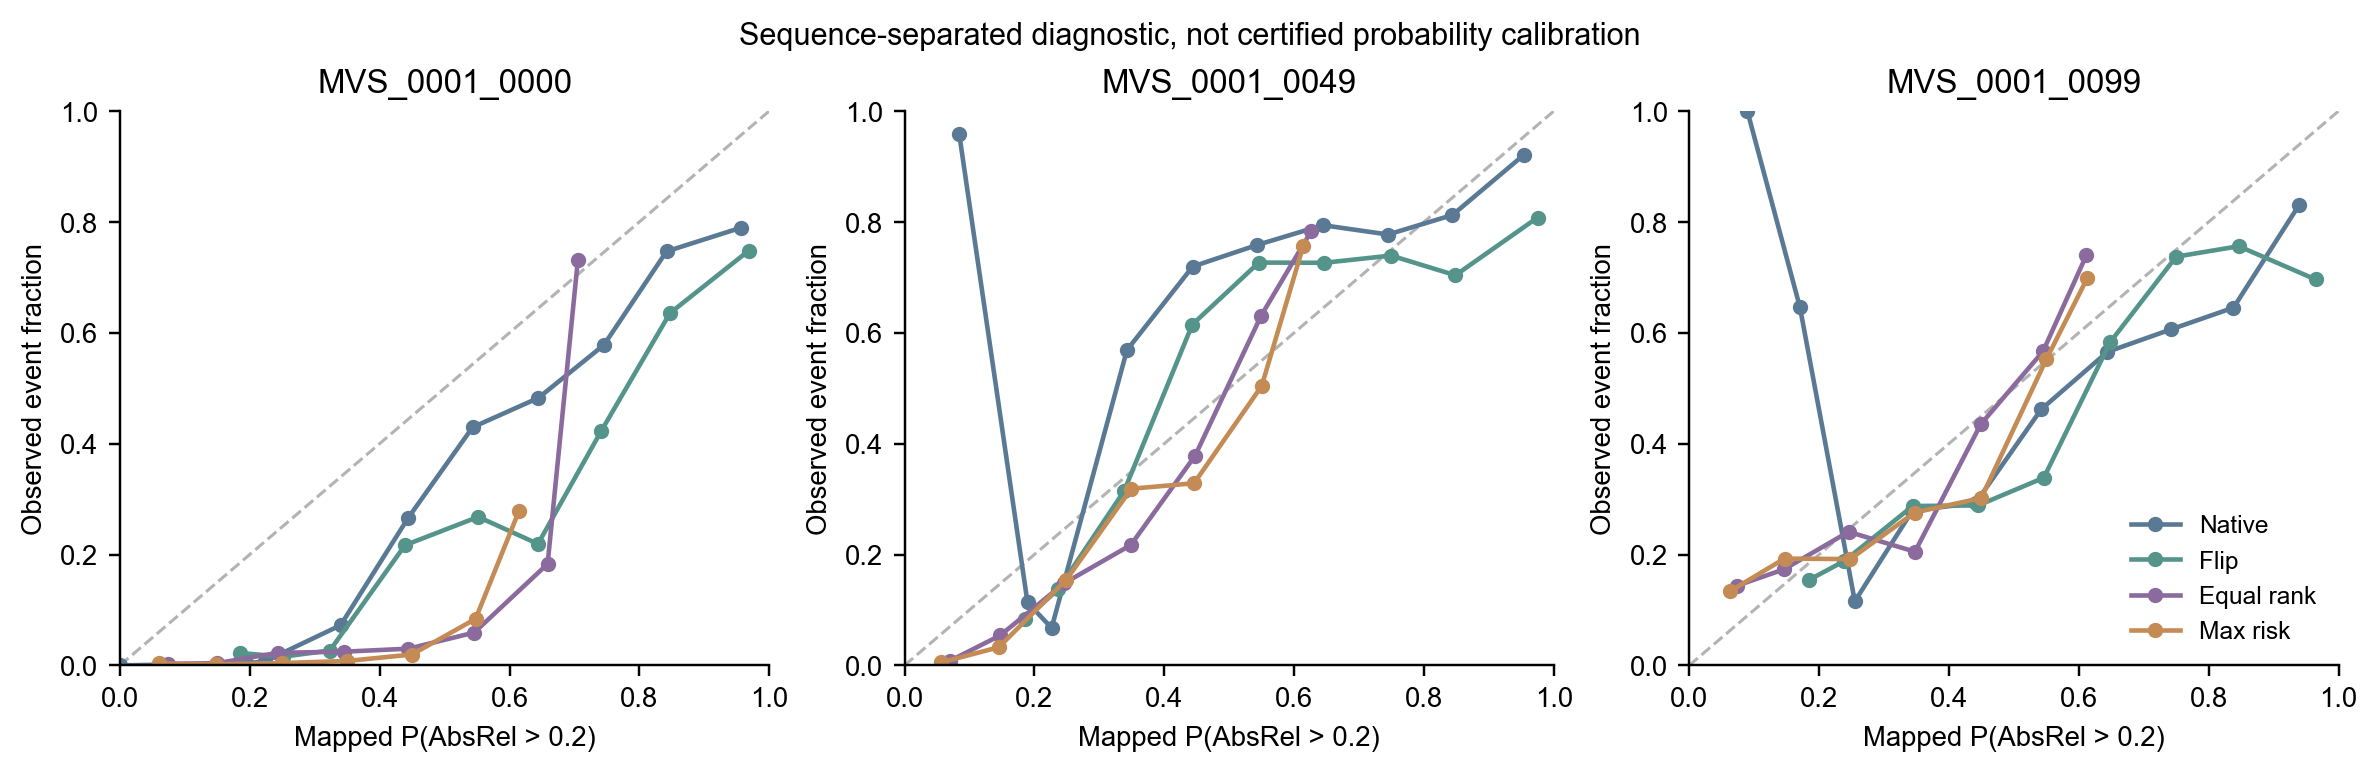 Sequence-separated diagnostic, not certified probability calibration
MVS_0001_0000
1.0
0.8
0.6
0.4
0.2
0.0
Observed event fraction
0.0 0.2 0.4 0.6 0.8 1.0
Mapped P(AbsRel > 0.2)
MVS_0001_0049
1.0
0.8
0.6
0.4
0.2
0.0
Observed event fraction
0.0 0.2 0.4 0.6 0.8 1.0
Mapped P(AbsRel > 0.2)
MVS_0001_0099
1.0
0.8
0.6
0.4
0.2
0.0
Observed event fraction
Native
Flip
Equal rank
Max risk
0.0 0.2 0.4 0.6 0.8 1.0
Mapped P(AbsRel > 0.2)